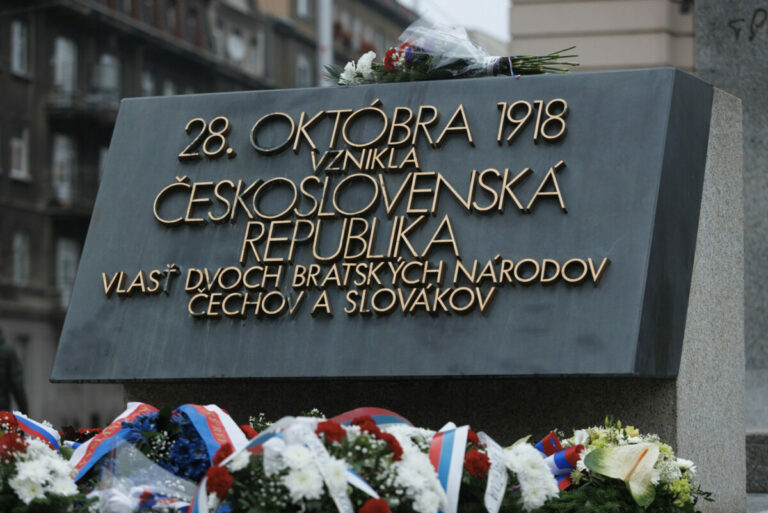 28. OKTÓBRA 1918
VZNIKLA
ČESKOSLOVENSKÁ
REPUBLIKA
VLASŤ DVOCH BRATSKÝCH NÁRODOV
ČECHOV A SLOVÁKOV